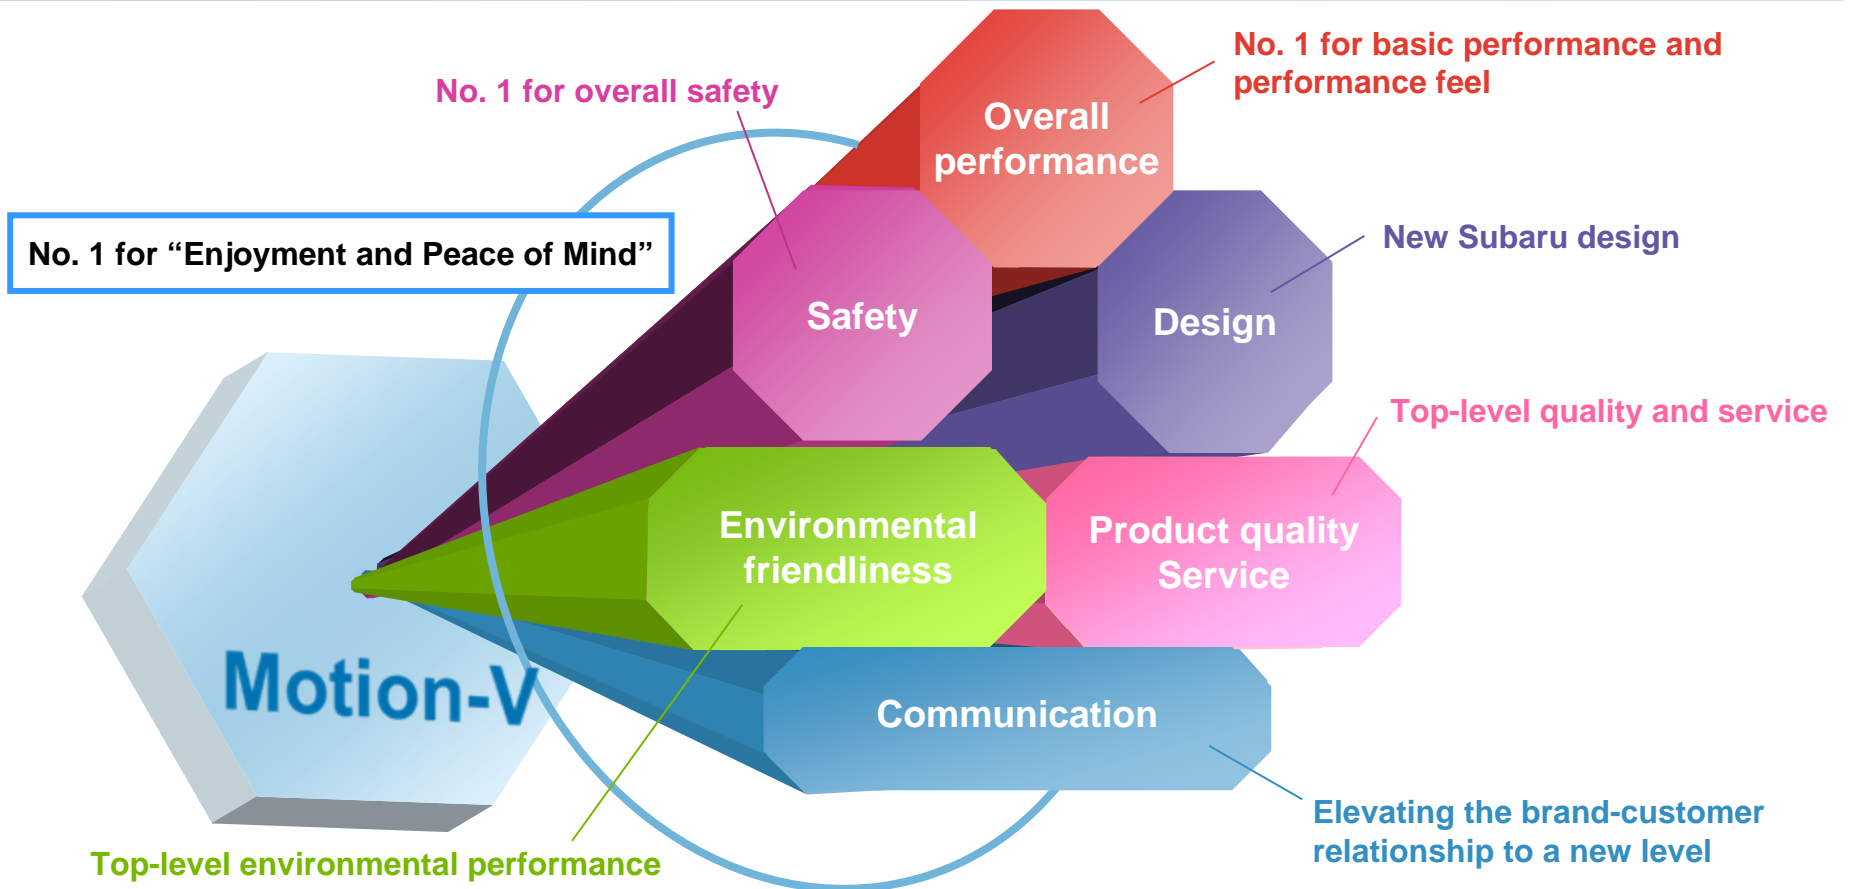 No. 1 for basic performance and
performance feel
No. 1 for overall safety
Overall
performance
No. 1 for “Enjoyment and Peace of Mind”
New Subaru design
Safety
Design
Top-level quality and service
Environmental
friendliness
Product quality
Service
Motion-V
Communication
Elevating the brand-customer
relationship to a new level
Top-level environmental performance